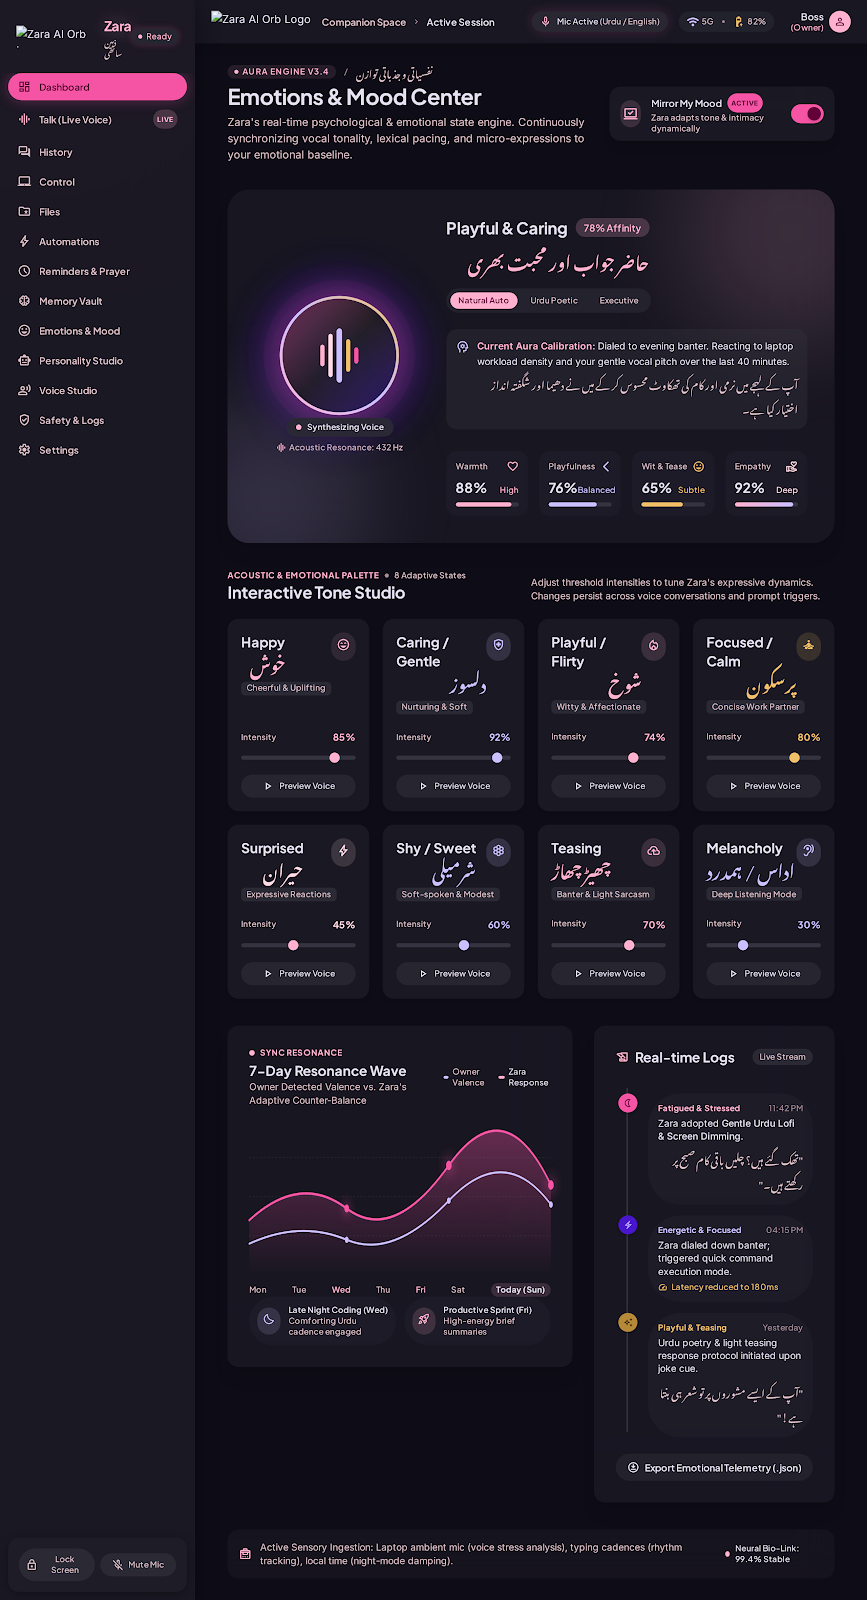 Zara AI Orb Logo
Zara
فین ساتھی
Ready
Dashboard
Talk (Live Voice)
LIVE
History
Control
Files
Automations
Reminders & Prayer
Memory Vault
Emotions & Mood
Personality Studio
Voice Studio
Safety & Logs
Settings
Lock
Screen
Mute Mic
Zara AI Orb Logo
Companion Space › Active Session
Mic Active (Urdu / English)
5G • 82%
Boss
(Owner)
AURA ENGINE V3.4 / نفسیاتی و جذباتی توازن
Emotions & Mood Center
Zara's real-time psychological & emotional state engine. Continuously
synchronizing vocal tonality, lexical pacing, and micro-expressions to
your emotional baseline.
Mirror My Mood ACTIVE
Zara adapts tone & intimacy
dynamically
Synthesizing Voice
Acoustic Resonance: 432 Hz
Playful & Caring 78% Affinity
حاضر جواب اور محبت بھری
Natural Auto Urdu Poetic Executive
Current Aura Calibration: Dialed to evening banter. Reacting to laptop
workload density and your gentle vocal pitch over the last 40 minutes.
آپ کے لہجے میں نرمی اور کام کی تھکاوٹ محسوس کر کے میں نے دھیما اور شگفتہ انداز
اختیار کیا ہے۔
Warmth
88% High
Playfulness
76% Balanced
Wit & Tease
65% Subtle
Empathy
92% Deep
ACOUSTIC & EMOTIONAL PALETTE • 8 Adaptive States
Interactive Tone Studio
Adjust threshold intensities to tune Zara's expressive dynamics.
Changes persist across voice conversations and prompt triggers.
Happy
خوش
Cheerful & Uplifting
Intensity 85%
Preview Voice
Caring /
Gentle
دلسوز
Nurturing & Soft
Intensity 92%
Preview Voice
Playful /
Flirty
شوخ
Witty & Affectionate
Intensity 74%
Preview Voice
Focused /
Calm
پرسکون
Concise Work Partner
Intensity 80%
Preview Voice
Surprised
حیران
Expressive Reactions
Intensity 45%
Preview Voice
Shy / Sweet
شرمیلی
Soft-spoken & Modest
Intensity 60%
Preview Voice
Teasing
چھیڑ چھاڑ
Banter & Light Sarcasm
Intensity 70%
Preview Voice
Melancholy
اداس / ہمدرد
Deep Listening Mode
Intensity 30%
Preview Voice
SYNC RESONANCE
7-Day Resonance Wave
Owner Detected Valence vs. Zara's
Adaptive Counter-Balance
Owner
Valence
Zara
Response
Mon Tue Wed Thu Fri Sat Today (Sun)
Late Night Coding (Wed)
Comforting Urdu
cadence engaged
Productive Sprint (Fri)
High-energy brief
summaries
Real-time Logs Live Stream
Fatigued & Stressed 11:42 PM
Zara adopted Gentle Urdu Lofi
& Screen Dimming.
"تھک گئے ہیں؟ چلیں باقی کام صبح پر
رکھتے ہیں۔"
Energetic & Focused 04:15 PM
Zara dialed down banter;
triggered quick command
execution mode.
Latency reduced to 180ms
Playful & Teasing Yesterday
Urdu poetry & light teasing
response protocol initiated upon
joke cue.
"آپ کے ایسے مشوروں پر تو شعر ہی بنتا
ہے!"
Export Emotional Telemetry (.json)
Active Sensory Ingestion: Laptop ambient mic (voice stress analysis), typing cadences (rhythm
tracking), local time (night-mode damping).
Neural Bio-Link:
99.4% Stable